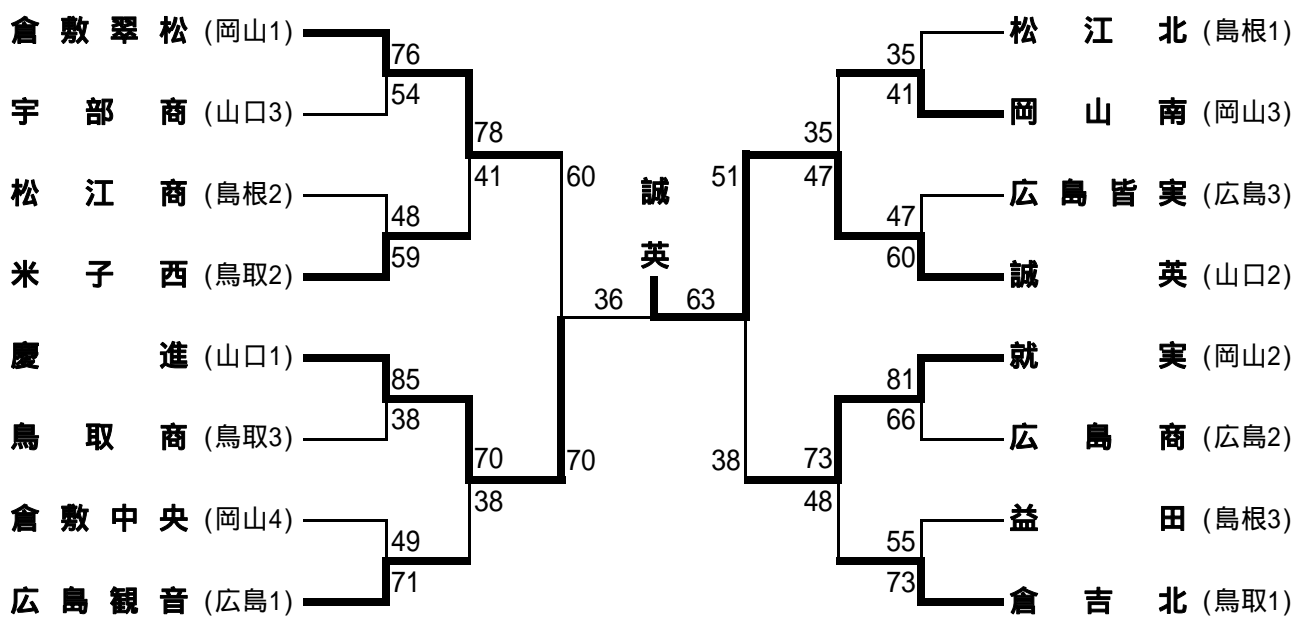 倉敷翠松 (岡山1)
76
54
宇部商 (山口3)
78
41
松江商 (島根2)
48
59
米子西 (鳥取2)
60
慶進 (山口1)
85
38
鳥取商 (鳥取3)
70
38
倉敷中央 (岡山4)
49
71
広島観音 (広島1)
70
36
誠英
63
51
38
松江北 (島根1)
35
41
岡山南 (岡山3)
35
47
広島皆実 (広島3)
47
60
誠英 (山口2)
就実 (岡山2)
81
66
広島商 (広島2)
73
48
益田 (島根3)
55
73
倉吉北 (鳥取1)